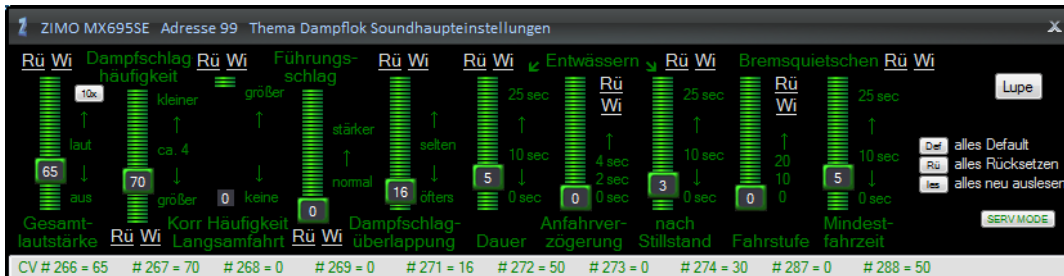 ZIMO MX695SE Adresse 99 Thema Dampflok Soundhaupteinstellungen X
Rü Wi Dampfschlag häufigkeit Rü Wi Führungs- schlag Rü Wi Rü Wi Entwässern Rü Wi Bremsquietschen Rü Wi
10x
laut
aus
65
Gesamt-
lautstärke
kleiner
ca. 4
größer
70
Rü Wi
größer
keine
0
Korr Häufigkeit
Langsamfahrt
stärker
normal
0
Rü Wi
selten
öfters
16
Dampfschlag-
überlappung
25 sec
10 sec
0 sec
5
Dauer
Rü
Wi
4 sec
2 sec
0 sec
0
Anfahrver-
zögerung
25 sec
10 sec
0 sec
3
nach
Stillstand
Rü
Wi
20
10
0
0
Fahrstufe
25 sec
10 sec
0 sec
5
Mindest-
fahrzeit
Lupe
Def alles Default
Rü alles Rücksetzen
les alles neu auslesen
SERV MODE
CV # 266 = 65 # 267 = 70 # 268 = 0 # 269 = 0 # 271 = 16 # 272 = 50 # 273 = 0 # 274 = 30 # 287 = 0 # 288 = 50